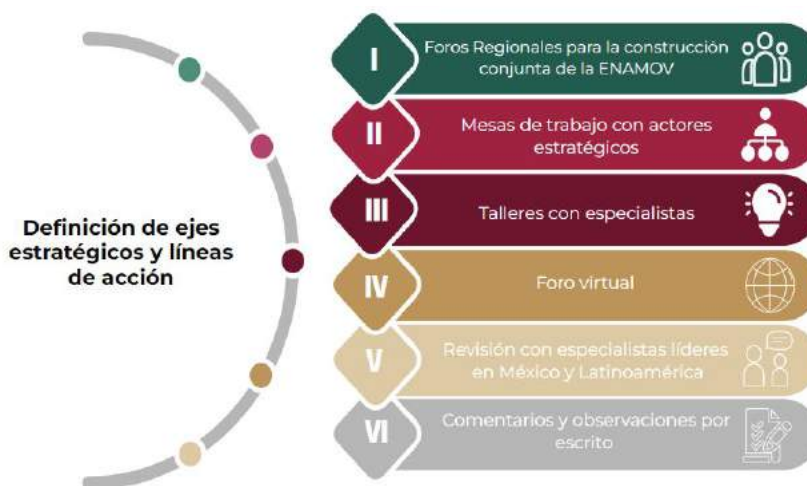 Definición de ejes
estratégicos y líneas
de acción
I
Foros Regionales para la construcción
conjunta de la ENAMOV
II
Mesas de trabajo con actores
estratégicos
III
Talleres con especialistas
IV
Foro virtual
V
Revisión con especialistas líderes
en México y Latinoamérica
VI
Comentarios y observaciones por
escrito